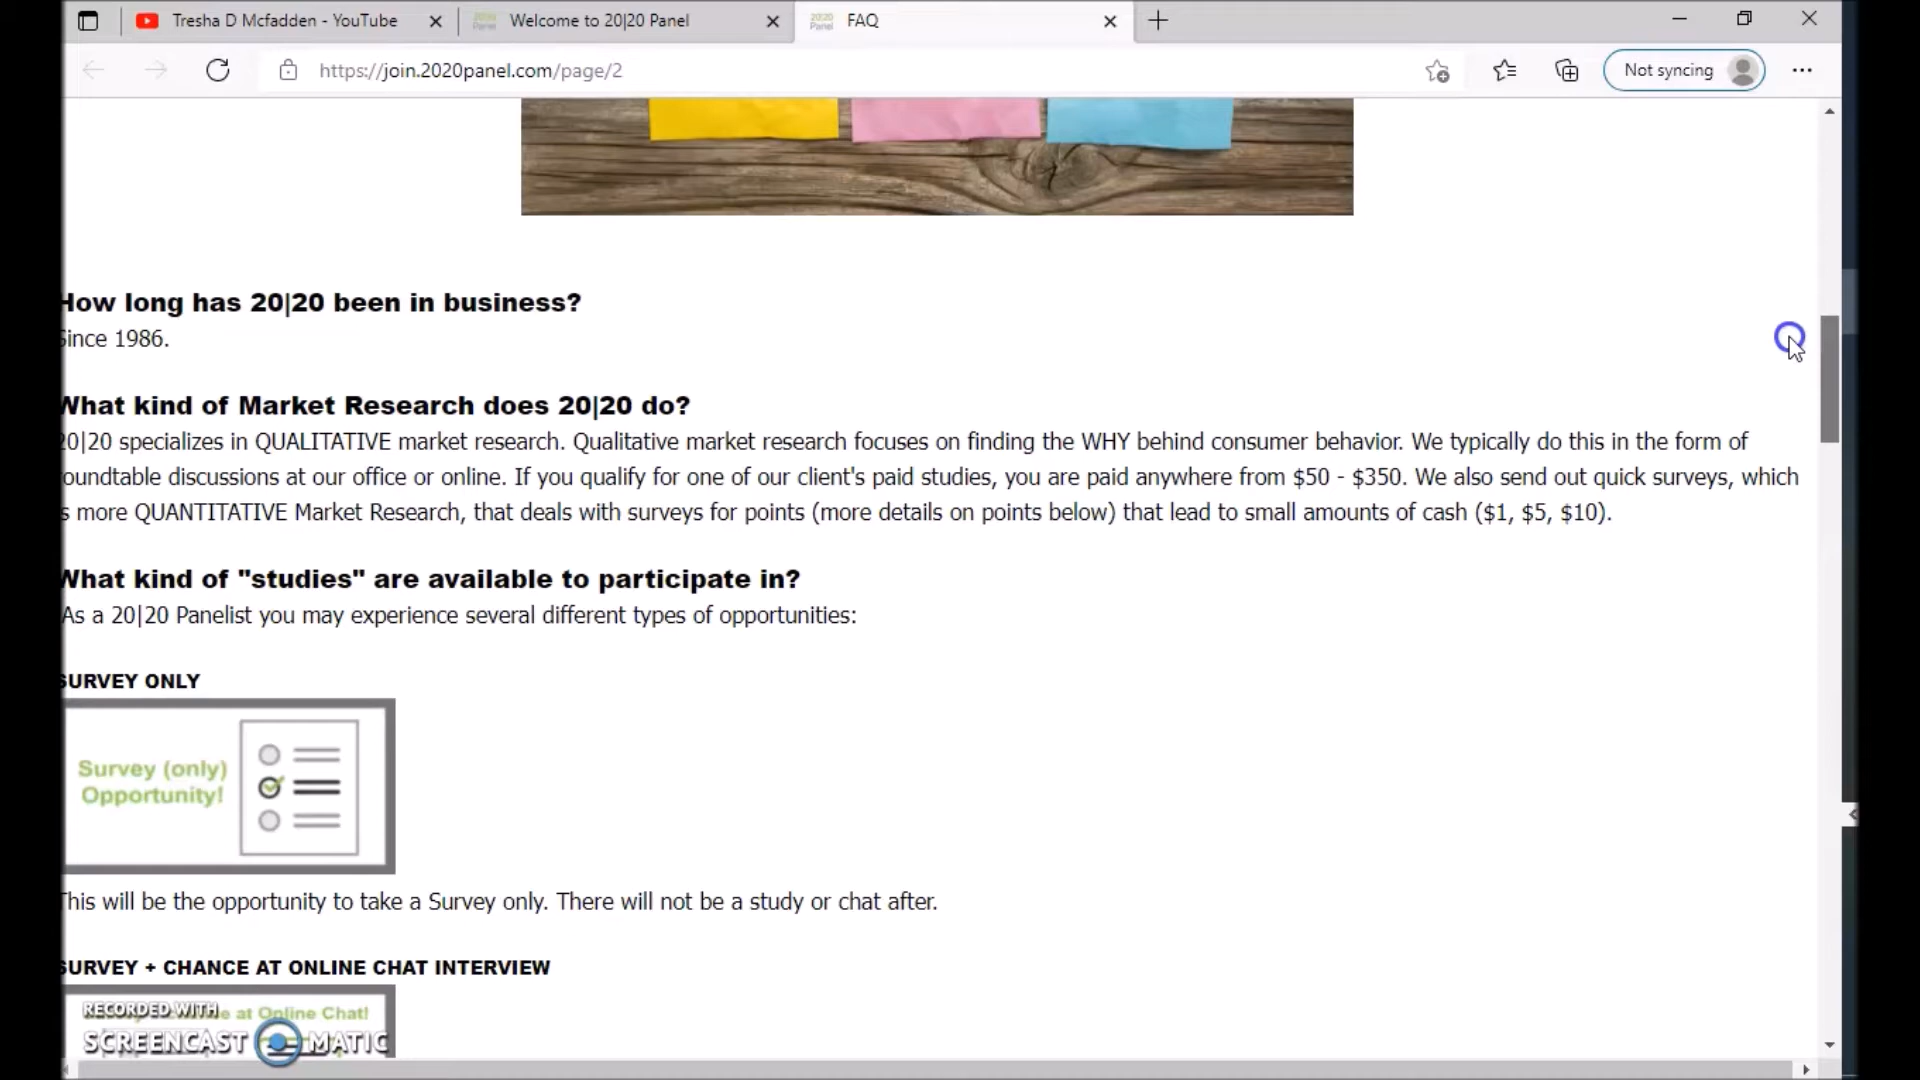 Tresha D Mcfadden - YouTube
Welcome to 20|20 Panel
20|20 Panel
FAQ
https://join.2020panel.com/page/2
Not syncing
How long has 20|20 been in business?
Since 1986.
What kind of Market Research does 20|20 do?
20|20 specializes in QUALITATIVE market research. Qualitative market research focuses on finding the WHY behind consumer behavior. We typically do this in the form of
roundtable discussions at our office or online. If you qualify for one of our client's paid studies, you are paid anywhere from $50 - $350. We also send out quick surveys, which
is more QUANTITATIVE Market Research, that deals with surveys for points (more details on points below) that lead to small amounts of cash ($1, $5, $10).
What kind of "studies" are available to participate in?
As a 20|20 Panelist you may experience several different types of opportunities:
SURVEY ONLY
Survey (only)
Opportunity!
This will be the opportunity to take a Survey only. There will not be a study or chat after.
SURVEY + CHANCE AT ONLINE CHAT INTERVIEW
at Online Chat!
RECORDED WITH
SCREENCAST MATIC